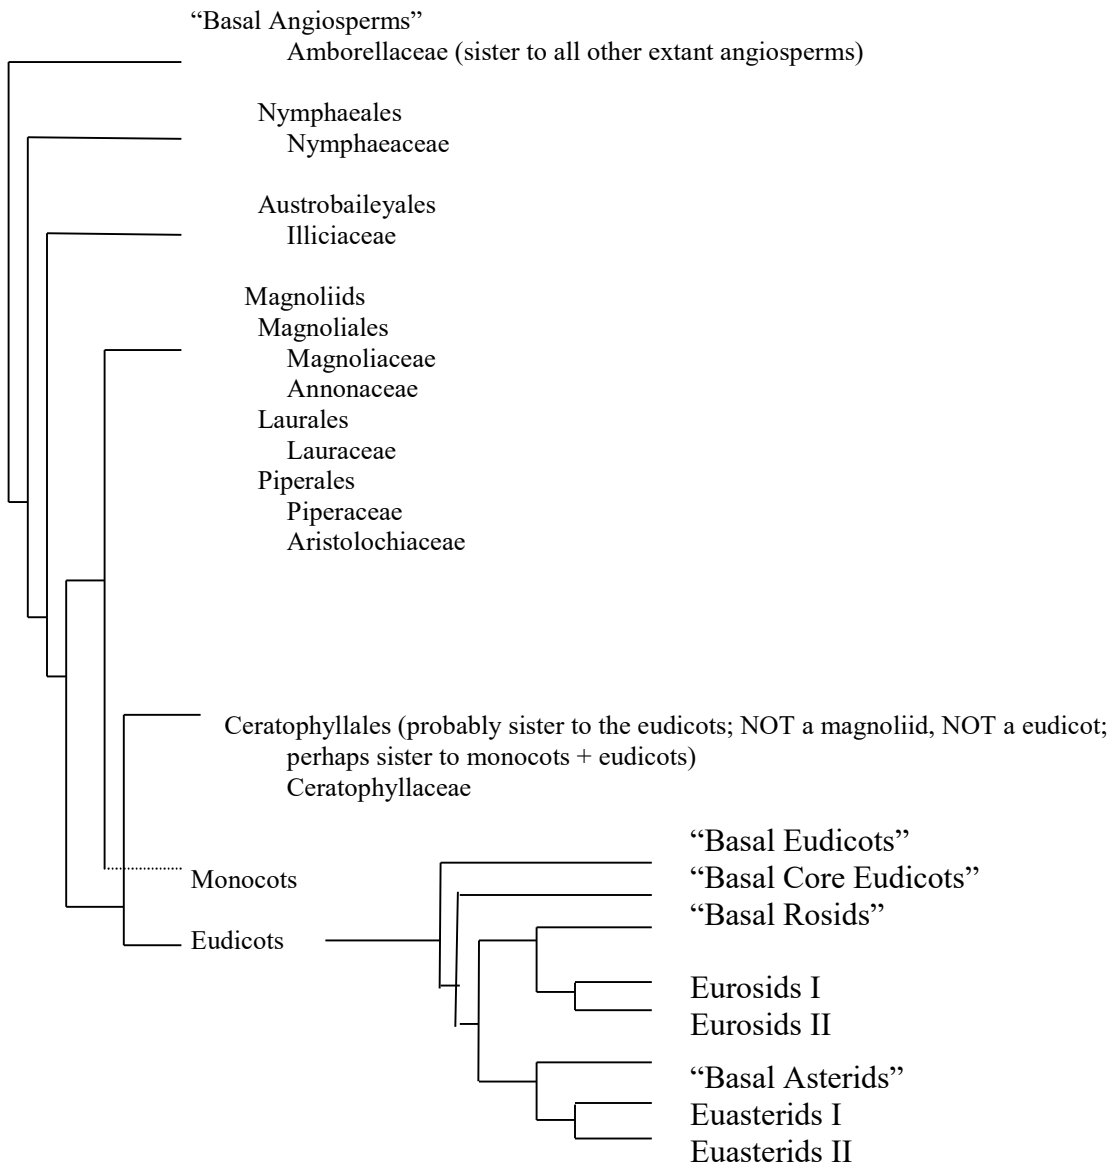 “Basal Angiosperms”
Amborellaceae (sister to all other extant angiosperms)
Nymphaeales
Nymphaeaceae
Austrobaileyales
Illiciaceae
Magnoliids
Magnoliales
Magnoliaceae
Annonaceae
Laurales
Lauraceae
Piperales
Piperaceae
Aristolochiaceae
Ceratophyllales (probably sister to the eudicots; NOT a magnoliid, NOT a eudicot;
perhaps sister to monocots + eudicots)
Ceratophyllaceae
Monocots
Eudicots
“Basal Eudicots”
“Basal Core Eudicots”
“Basal Rosids”
Eurosids I
Eurosids II
“Basal Asterids”
Euasterids I
Euasterids II